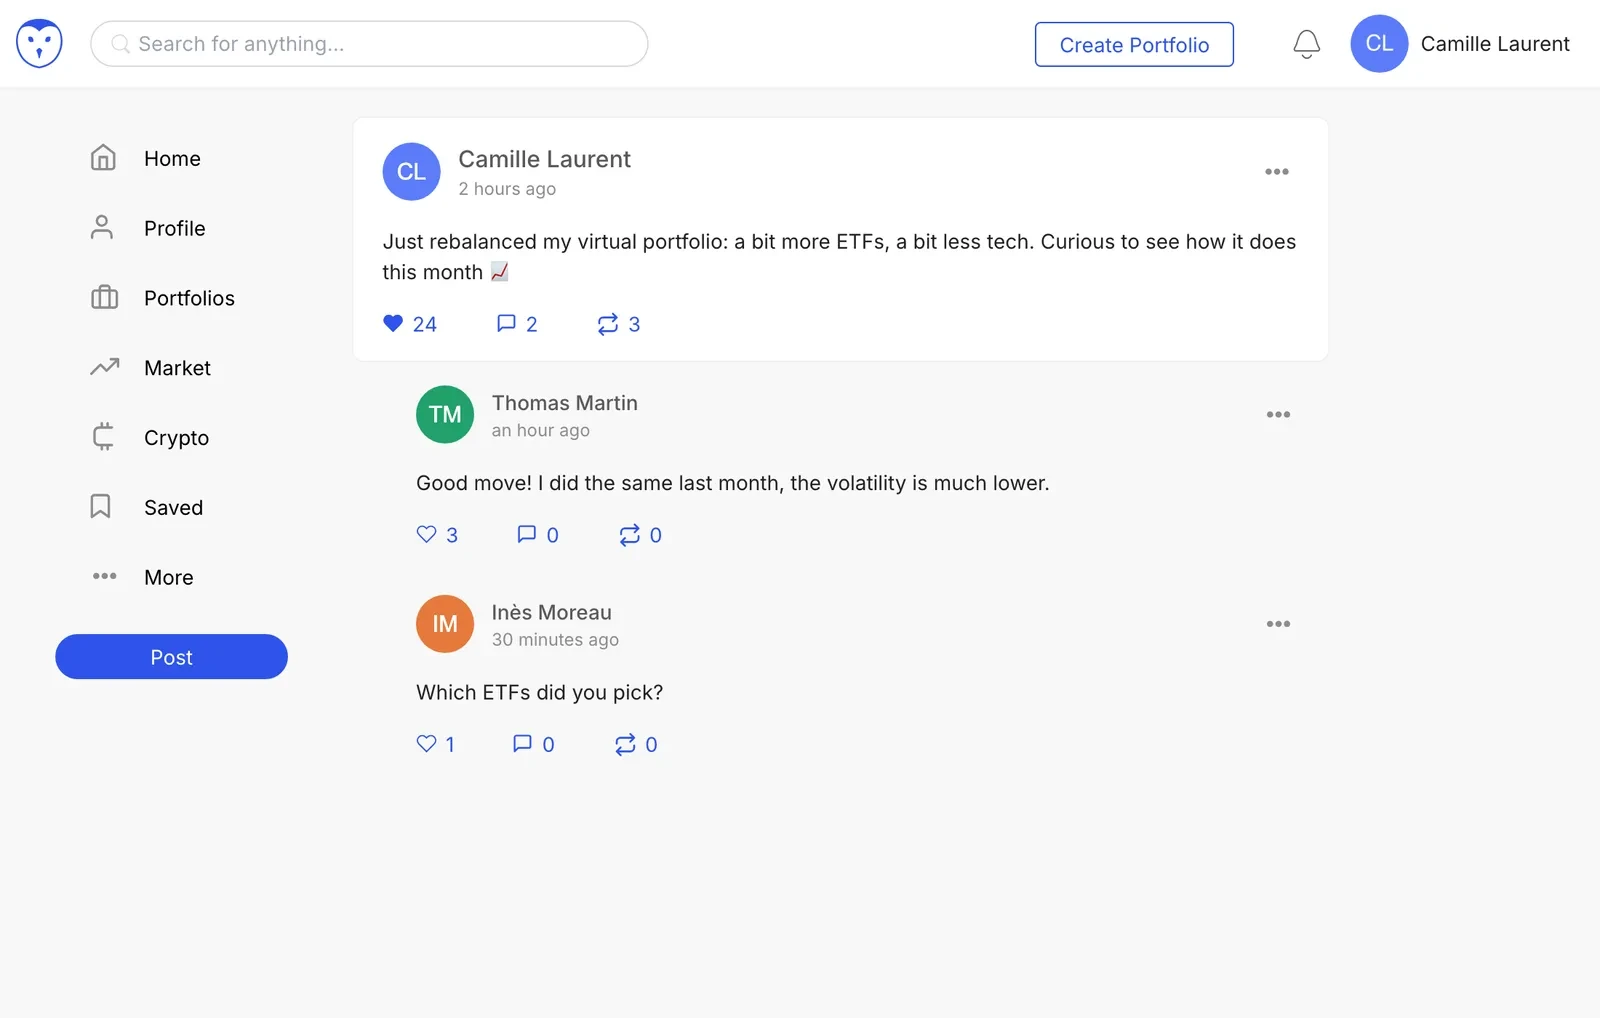 Search for anything...
Create Portfolio
CL
Camille Laurent
Home
Profile
Portfolios
Market
Crypto
Saved
More
Post
CL
Camille Laurent
2 hours ago
Just rebalanced my virtual portfolio: a bit more ETFs, a bit less tech. Curious to see how it does
this month 📈
24
2
3
TM
Thomas Martin
an hour ago
Good move! I did the same last month, the volatility is much lower.
3
0
0
IM
Inès Moreau
30 minutes ago
Which ETFs did you pick?
1
0
0